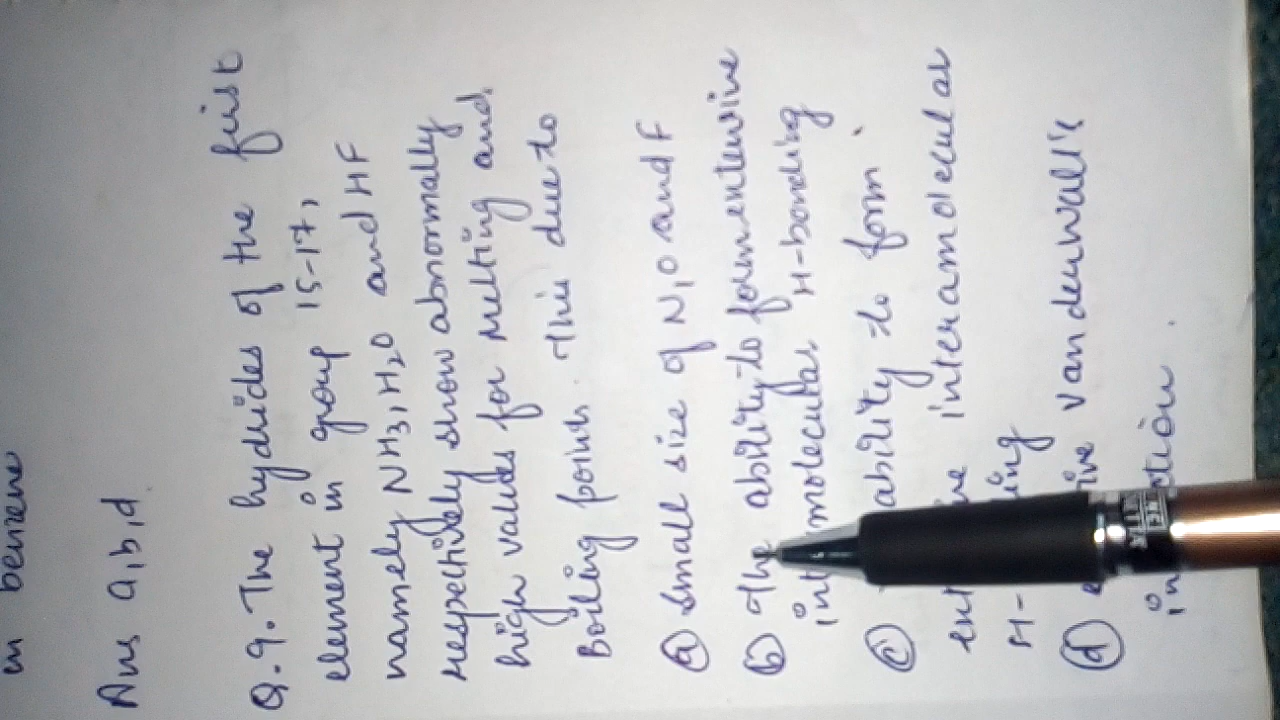 in benzene
Ans a,b,d.
Q.9. The hydrides of the first
element in group 15-17,
namely NH3, H2O and HF
respectively show abnormally
high values for melting and
Boiling point. This due to
(a) Small size of N, O and F
(b) The ability to form extensive
molecular H-bonding
(c) ability to form
interamolecular
H-
(d) vanderwall's